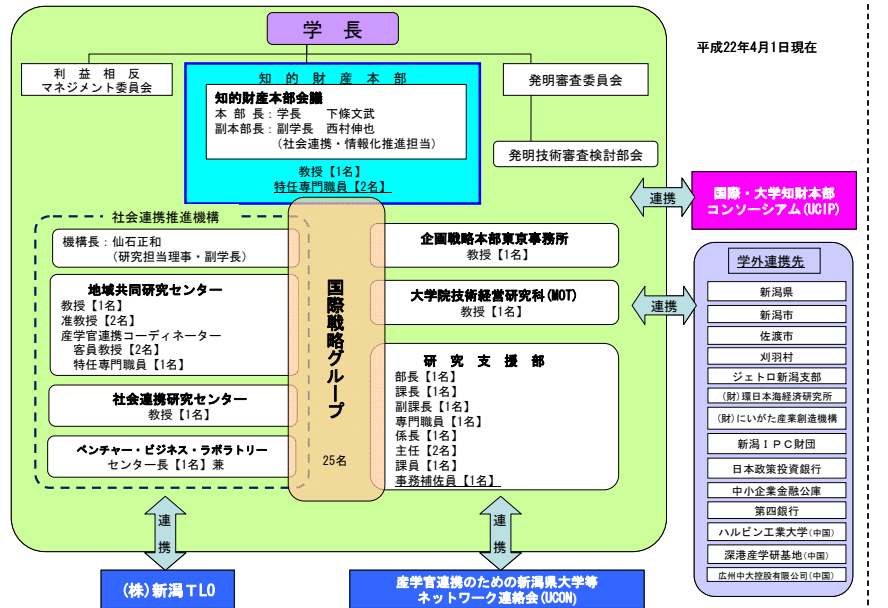 学長
平成22年4月1日現在
利益相反
マネジメント委員会
知的財産本部
知的財産本部会議
本部長：学長　下條文武
副本部長：副学長　西村伸也
（社会連携・情報化推進担当）
教授【1名】
特任専門職員【2名】
発明審査委員会
発明技術審査検討部会
連携
国際・大学知財本部
コンソーシアム(UCIP)
社会連携推進機構
機構長：仙石正和
（研究担当理事・副学長）
地域共同研究センター
教授【1名】
准教授【2名】
産学官連携コーディネーター
客員教授【2名】
特任専門職員【1名】
社会連携研究センター
教授【1名】
ベンチャー・ビジネス・ラボラトリー
センター長【1名】兼
国際戦略グループ
25名
企画戦略本部東京事務所
教授【1名】
大学院技術経営研究科(MOT)
教授【1名】
研究支援部
部長【1名】
課長【1名】
副課長【1名】
専門職員【1名】
係長【1名】
主任【2名】
課員【1名】
事務補佐員【1名】
連携
学外連携先
新潟県
新潟市
佐渡市
刈羽村
ジェトロ新潟支部
(財)環日本海経済研究所
(財)にいがた産業創造機構
新潟ＩＰＣ財団
日本政策投資銀行
中小企業金融公庫
第四銀行
ハルビン工業大学(中国)
深港産学研基地(中国)
広州中大控股有限公司(中国)
連携
連携
(株)新潟ＴＬＯ
産学官連携のための新潟県大学等
ネットワーク連絡会(UCON)